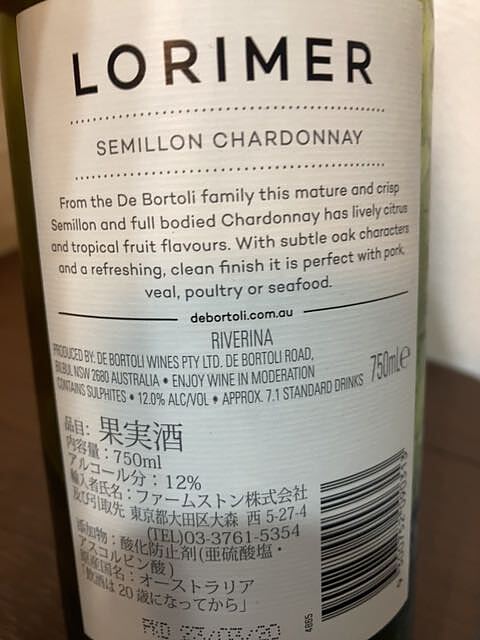 LORIMER
SEMILLON CHARDONNAY
From the De Bortoli family this mature and crisp
Semillon and full bodied Chardonnay has lively citrus
and tropical fruit flavours. With subtle oak characters
and a refreshing, clean finish it is perfect with pork,
veal, poultry or seafood.
debortoli.com.au
RIVERINA
PRODUCED BY: DE BORTOLI WINES PTY LTD. DE BORTOLI ROAD,
BILBUL NSW 2680 AUSTRALIA • ENJOY WINE IN MODERATION
CONTAINS SULPHITES • 12.0% ALC/VOL • APPROX. 7.1 STANDARD DRINKS
750mLe
品目: 果実酒
内容量:750ml
アルコール分:12%
輸入者氏名:ファームストン株式会社
及び引取先 東京都大田区大森 西 5-27-4
(TEL)03-3761-5354
添加物:酸化防止剤(亜硫酸塩・
アスコルビン酸)
原産国名:オーストラリア
「飲酒は 20 歳になってから」
4885